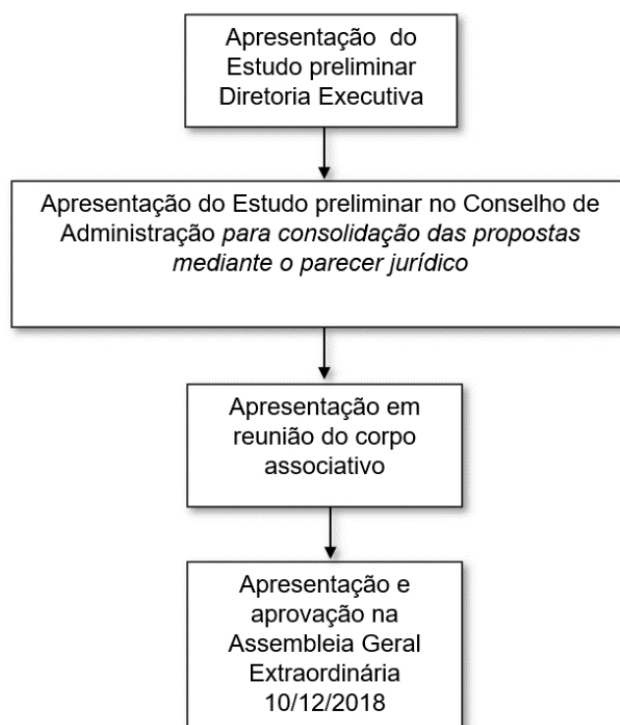 Apresentação do
Estudo preliminar
Diretoria Executiva
Apresentação do Estudo preliminar no Conselho de
Administração para consolidação das propostas
mediante o parecer jurídico
Apresentação em
reunião do corpo
associativo
Apresentação e
aprovação na
Assembleia Geral
Extraordinária
10/12/2018